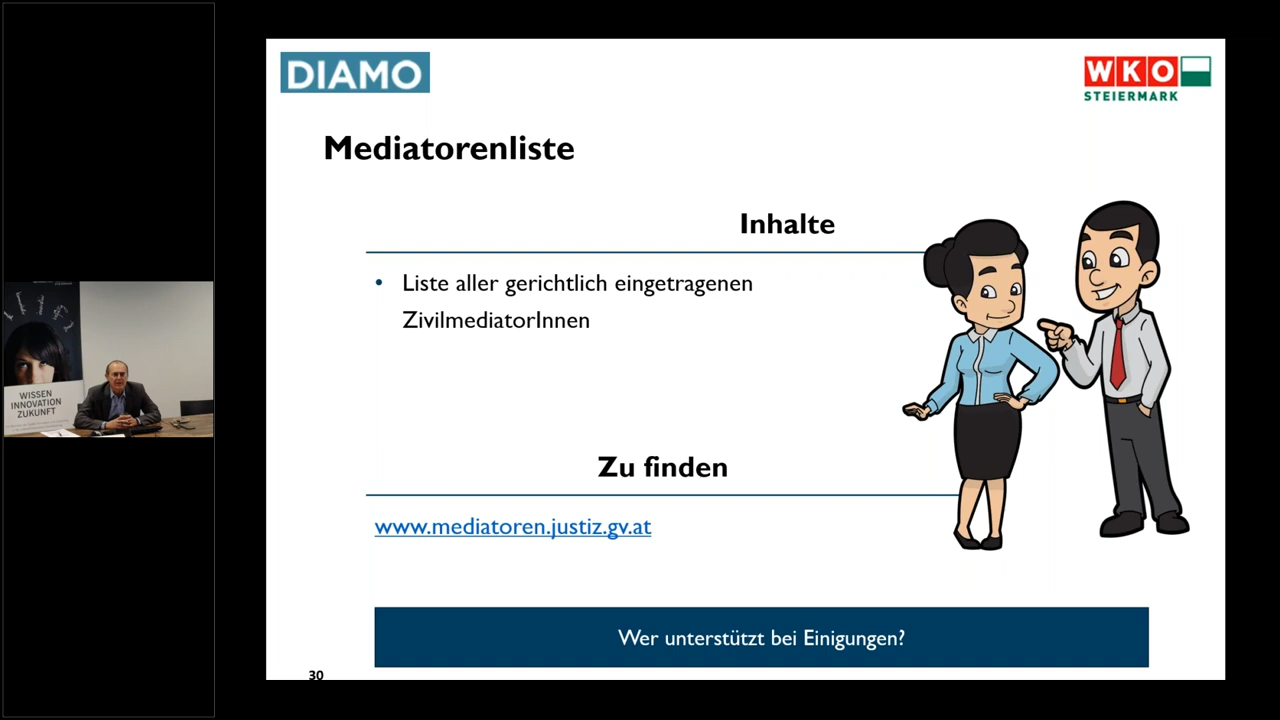 DIAMO
WKO
STEIERMARK
Mediatorenliste
Inhalte
• Liste aller gerichtlich eingetragenen
ZivilmediatorInnen
Zu finden
www.mediatoren.justiz.gv.at
Wer unterstützt bei Einigungen?
30
WISSEN
INNOVATION
ZUKUNFT